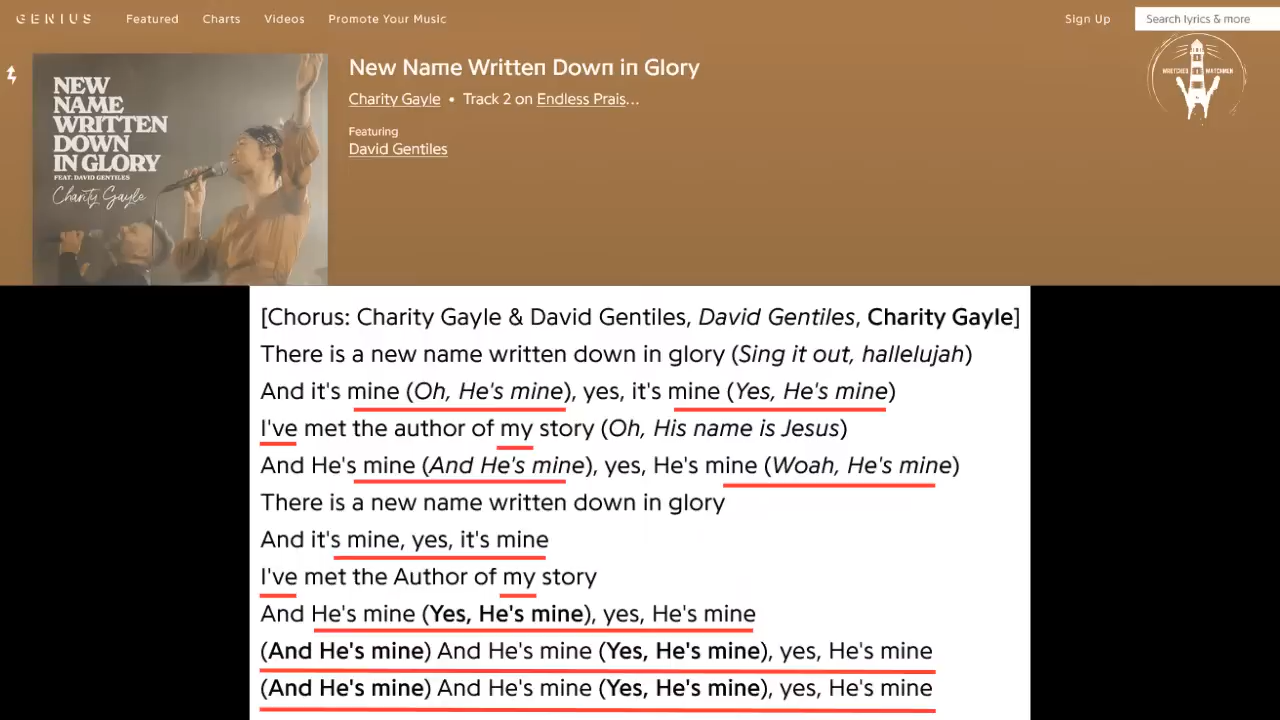 GENIUS Featured Charts Videos Promote Your Music Sign Up Search lyrics & more
NEW
NAME
WRITTEN
DOWN
IN GLORY
FEAT. DAVID GENTILES
Charity Gayle
New Name Written Down in Glory
Charity Gayle • Track 2 on Endless Prais...
Featuring
David Gentiles
WRETCHES WATCHMEN
[Chorus: Charity Gayle & David Gentiles, David Gentiles, Charity Gayle]
There is a new name written down in glory (Sing it out, hallelujah)
And it's mine (Oh, He's mine), yes, it's mine (Yes, He's mine)
I've met the author of my story (Oh, His name is Jesus)
And He's mine (And He's mine), yes, He's mine (Woah, He's mine)
There is a new name written down in glory
And it's mine, yes, it's mine
I've met the Author of my story
And He's mine (Yes, He's mine), yes, He's mine
(And He's mine) And He's mine (Yes, He's mine), yes, He's mine
(And He's mine) And He's mine (Yes, He's mine), yes, He's mine